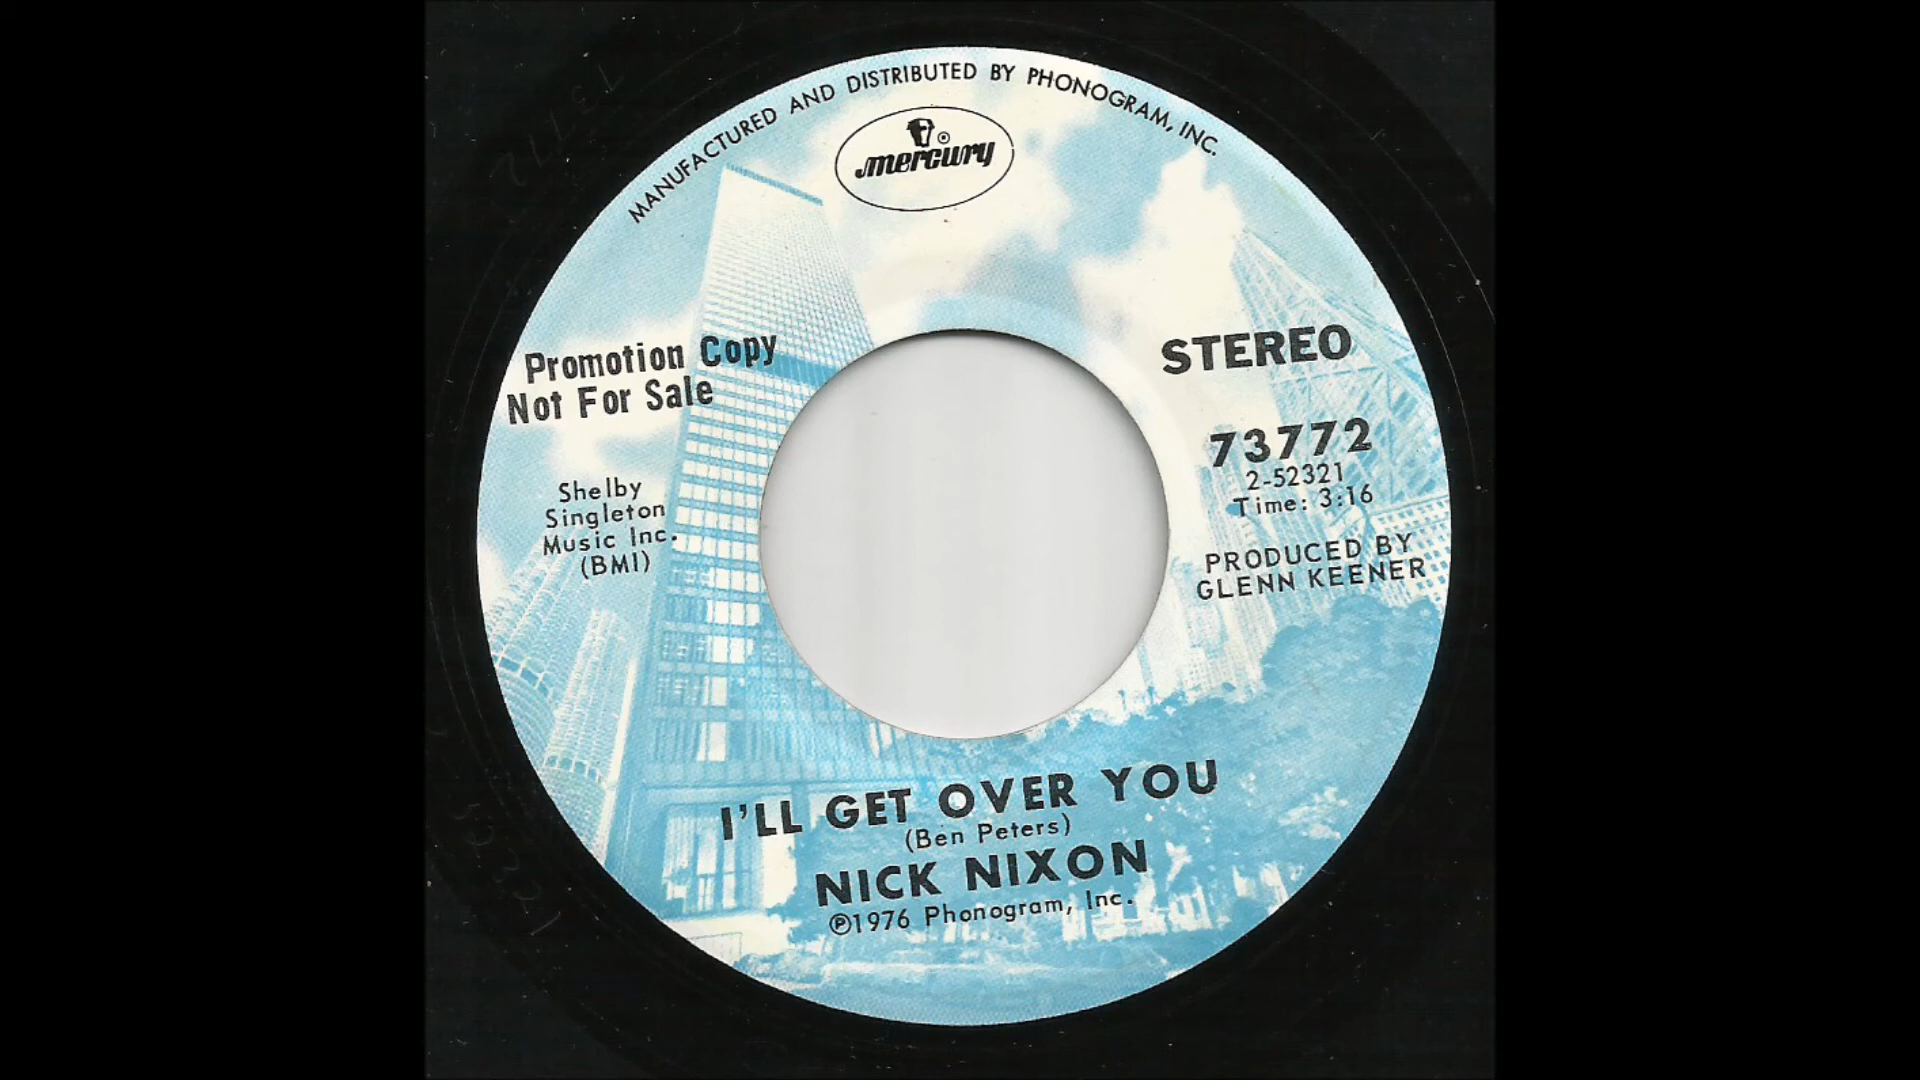 MANUFACTURED AND DISTRIBUTED BY PHONOGRAM, INC.
mercury®
Promotion Copy
Not For Sale
STEREO
73772
2-52321
Time: 3:16
Shelby
Singleton
Music Inc.
(BMI)
PRODUCED BY
GLENN KEENER
I'LL GET OVER YOU
(Ben Peters)
NICK NIXON
℗1976 Phonogram, Inc.